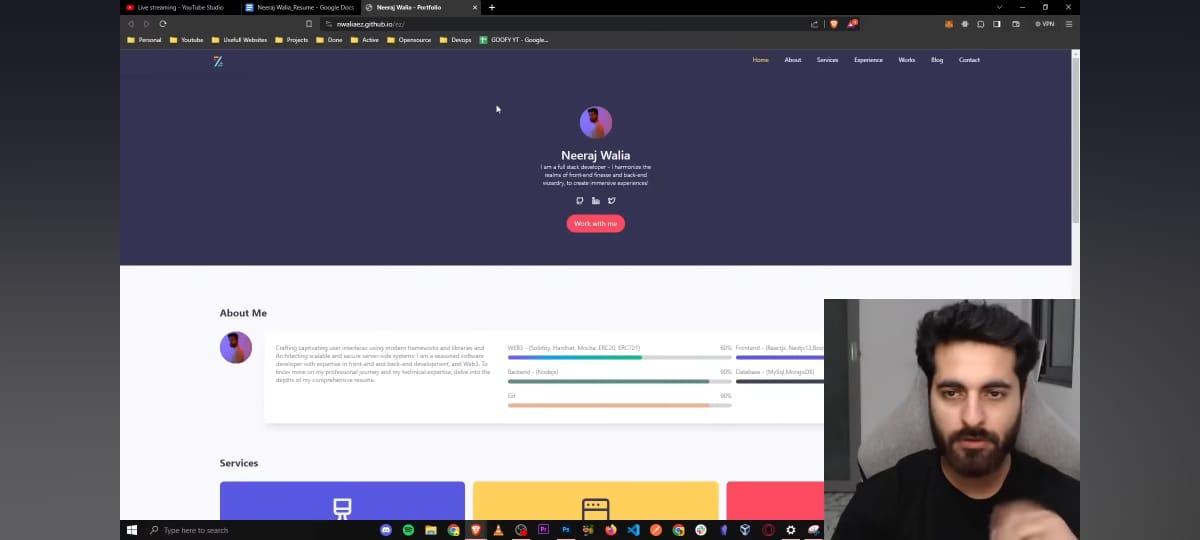 Live streaming - YouTube Studio
Neeraj Walia_Resume - Google Docs
Neeraj Walia - Portfolio
nwaliaez.github.io/ez/
VPN
Personal
Youtube
Usefull Websites
Projects
Done
Active
Opensource
Devops
GOOFY YT - Google...
Home
About
Services
Experience
Works
Blog
Contact
Neeraj Walia
I am a full stack developer - I harmonize the
realms of front-end finesse and back-end
wizardry, to create immersive experiences!
Work with me
About Me
Crafting captivating user interfaces using modern frameworks and libraries and
Architecting scalable and secure server-side systems: I am a seasoned software
developer with expertise in front-end and back-end development, and Web3. To
know more on my professional journey and my technical expertise, delve into the
depths of my comprehensive resume.
WEB3 - (Solidity, Hardhat, Mocha, ERC20, ERC721)
60%
Frontend - (Reactjs, Nextjs13,Boo
Backend - (Nodejs)
90%
Database - (MySql,MongoDB)
Git
90%
Services
Type here to search